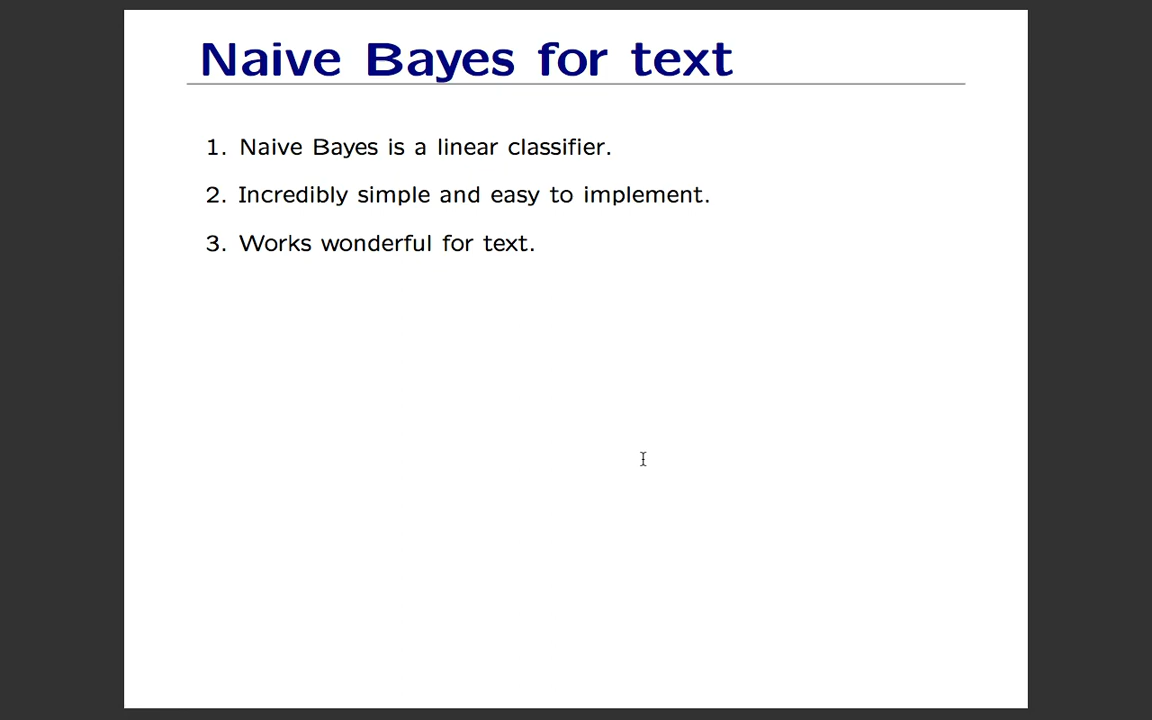 Naive Bayes for text
1. Naive Bayes is a linear classifier.
2. Incredibly simple and easy to implement.
3. Works wonderful for text.